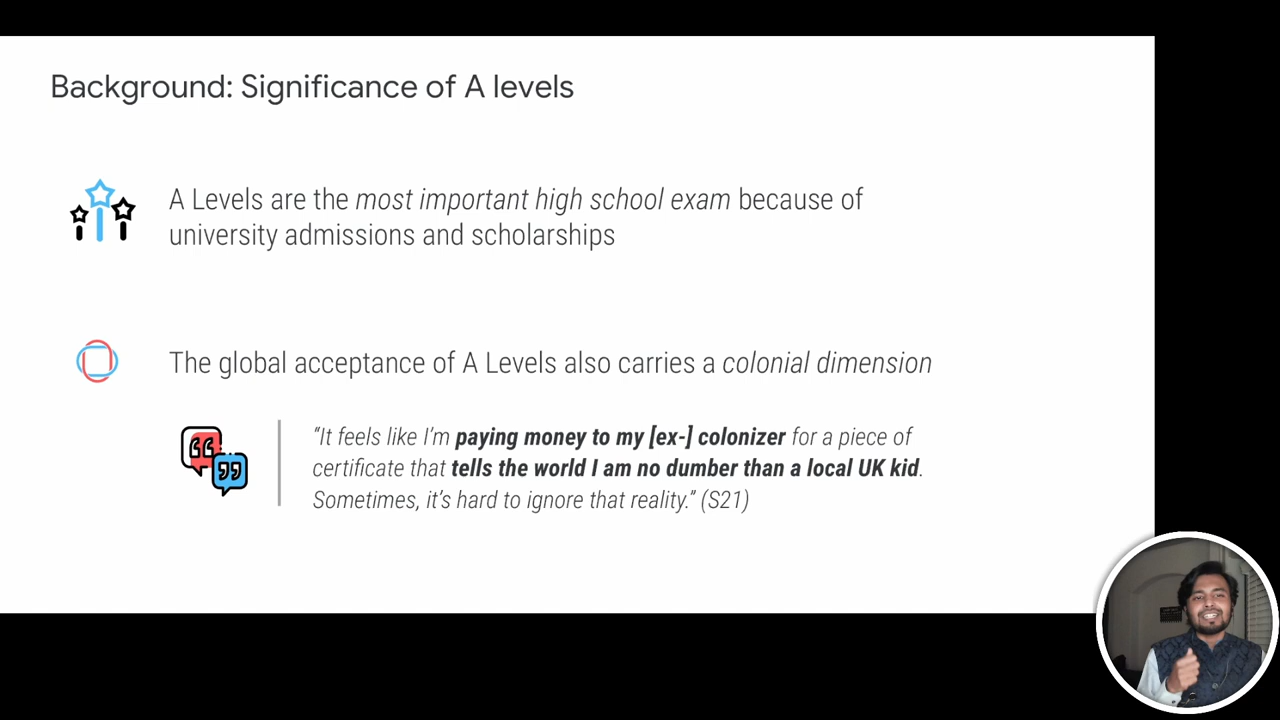 Background: Significance of A levels
A Levels are the most important high school exam because of
university admissions and scholarships
The global acceptance of A Levels also carries a colonial dimension
“It feels like I’m paying money to my [ex-] colonizer for a piece of
certificate that tells the world I am no dumber than a local UK kid.
Sometimes, it’s hard to ignore that reality.” (S21)